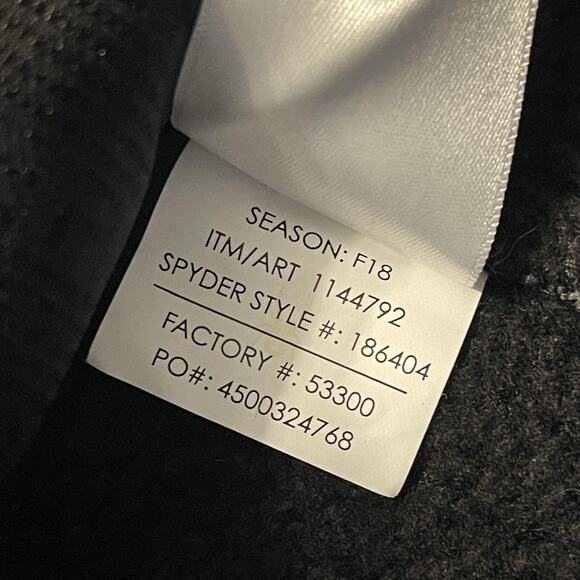 SEASON: F18
ITM/ART 1144792
SPYDER STYLE #: 186404
FACTORY #: 53300
PO#: 4500324768